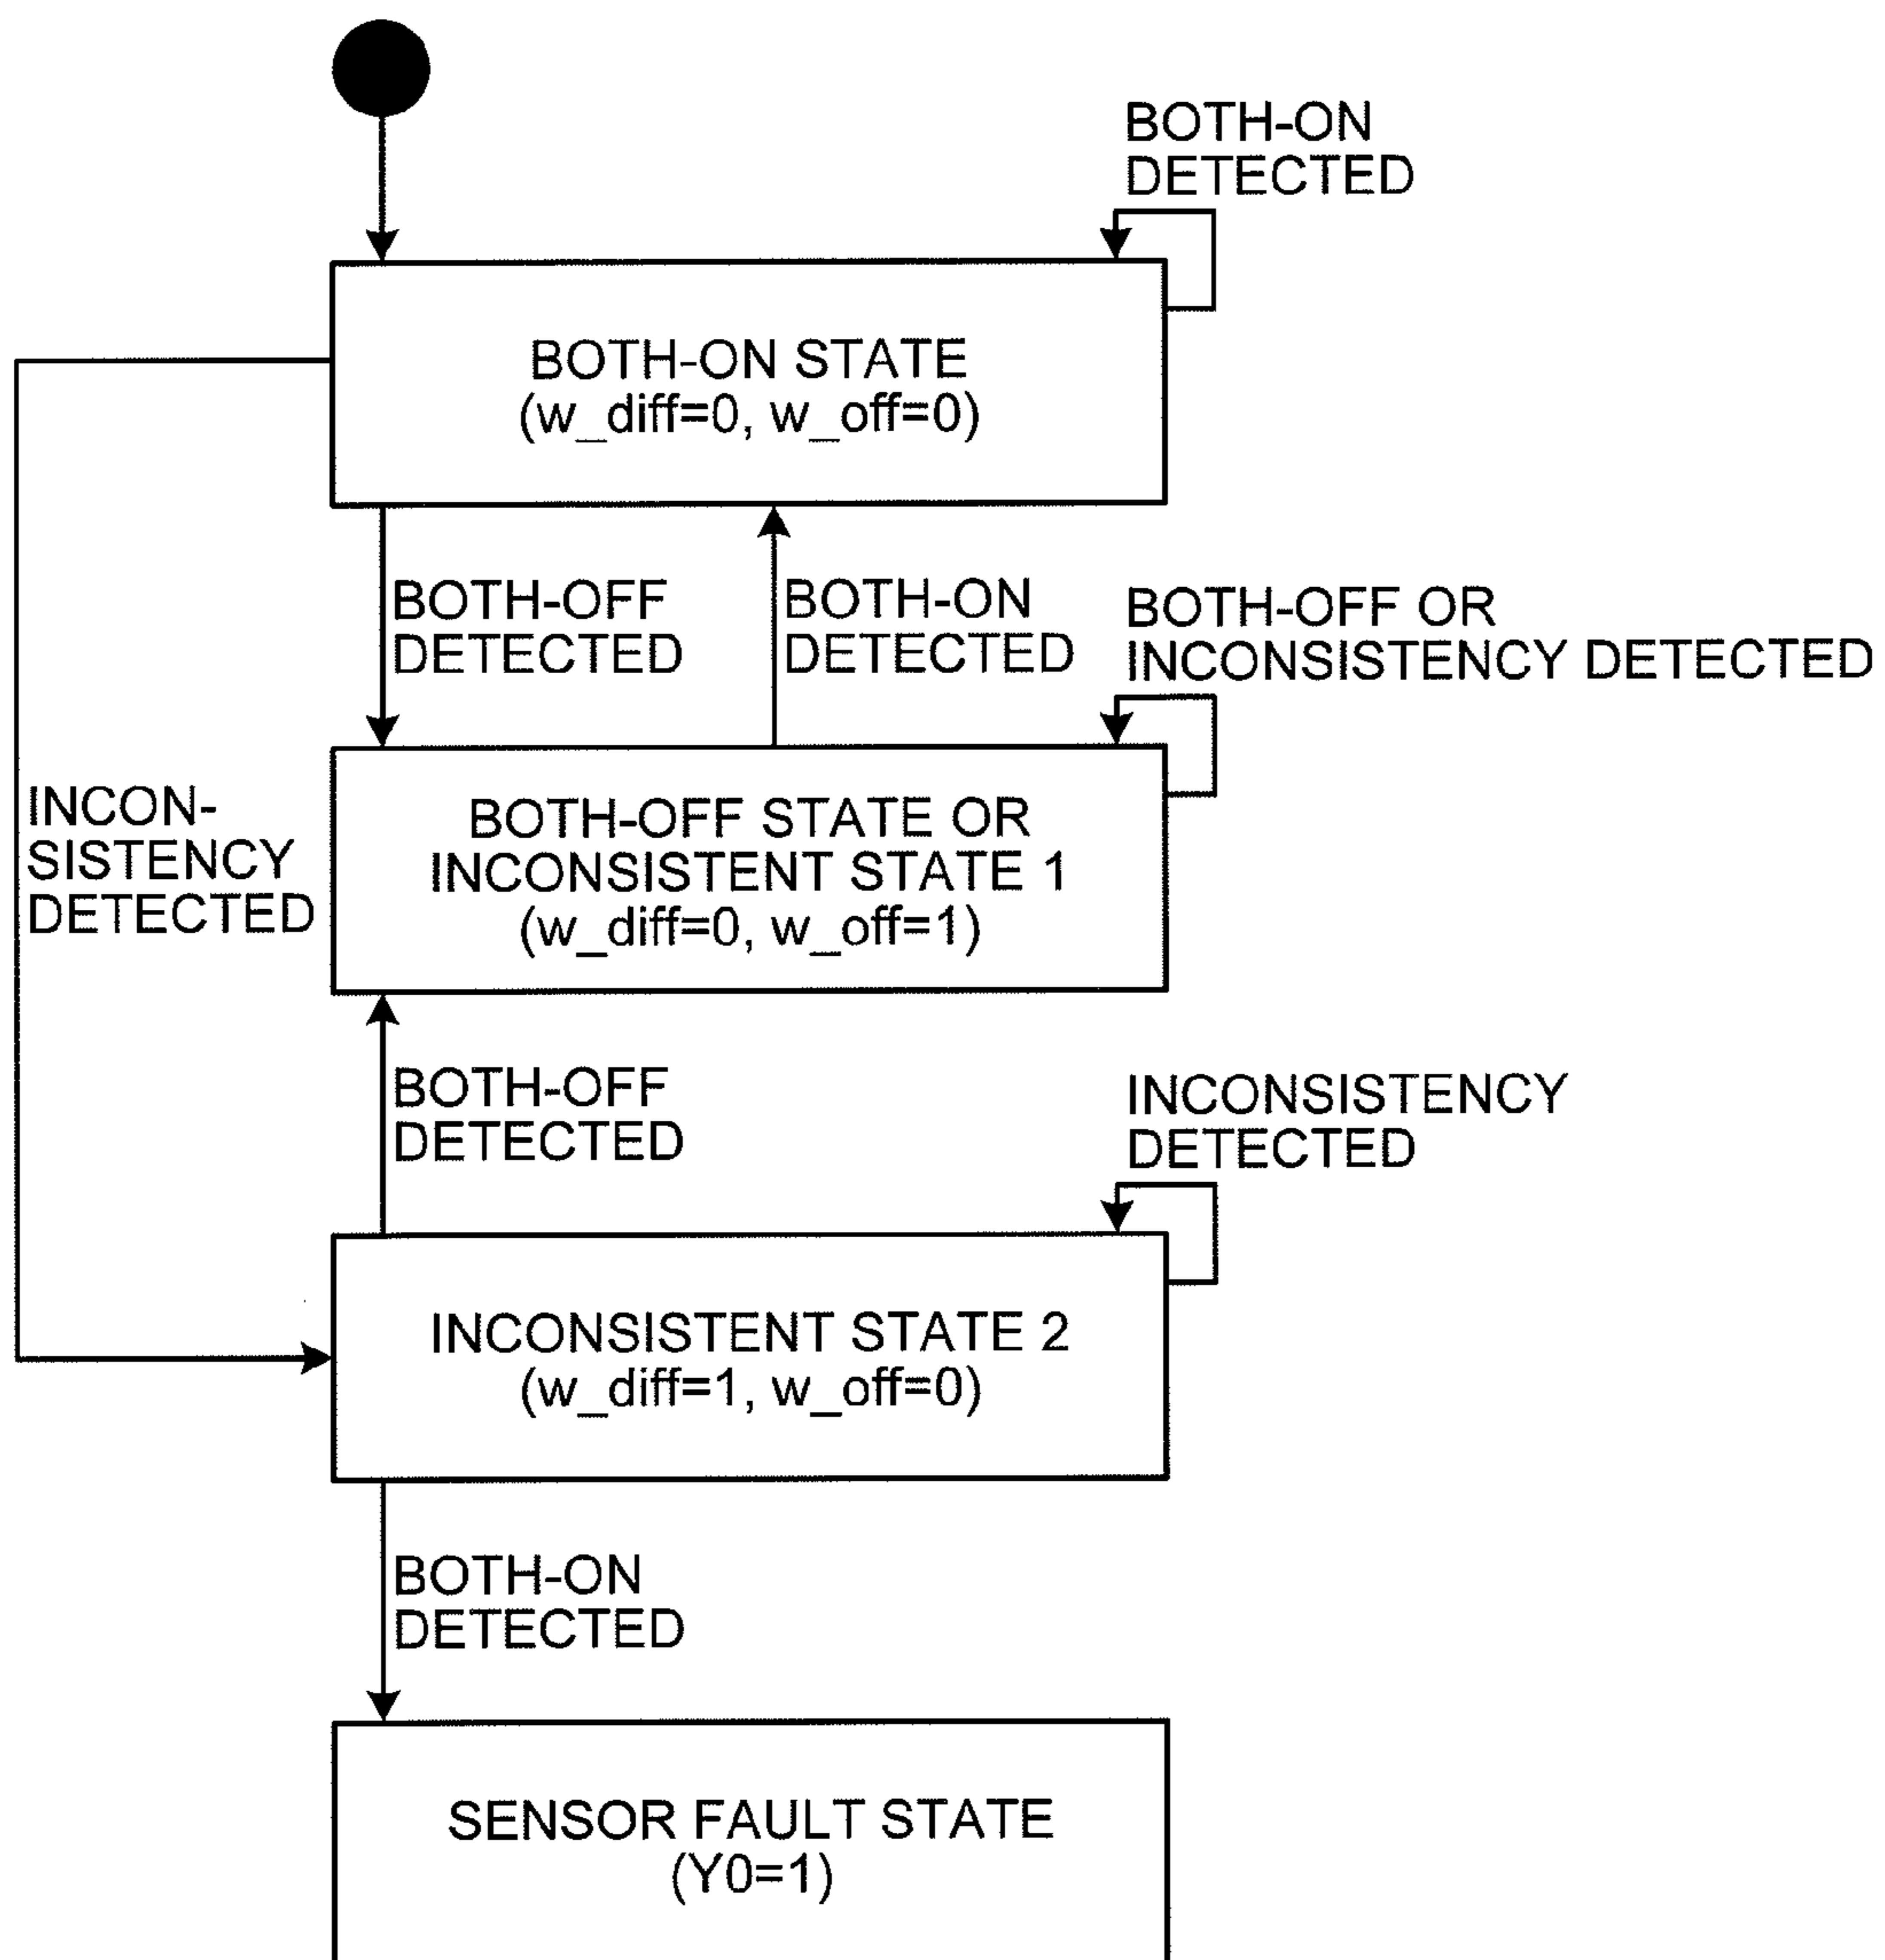 BOTH-ON
DETECTED
BOTH-ON STATE
(w_diff=0, w_off=0)
BOTH-OFF
DETECTED
BOTH-ON
DETECTED
BOTH-OFF OR
INCONSISTENCY DETECTED
INCON-
SISTENCY
DETECTED
BOTH-OFF STATE OR
INCONSISTENT STATE 1
(w_diff=0, w_off=1)
BOTH-OFF
DETECTED
INCONSISTENCY
DETECTED
INCONSISTENT STATE 2
(w_diff=1, w_off=0)
BOTH-ON
DETECTED
SENSOR FAULT STATE
(Y0=1)